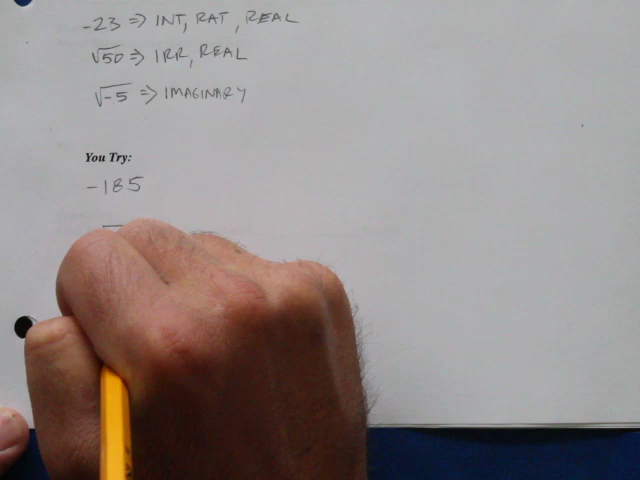 -23 => INT, RAT, REAL
√50 => IRR, REAL
√-5 => IMAGINARY
You Try:
-185